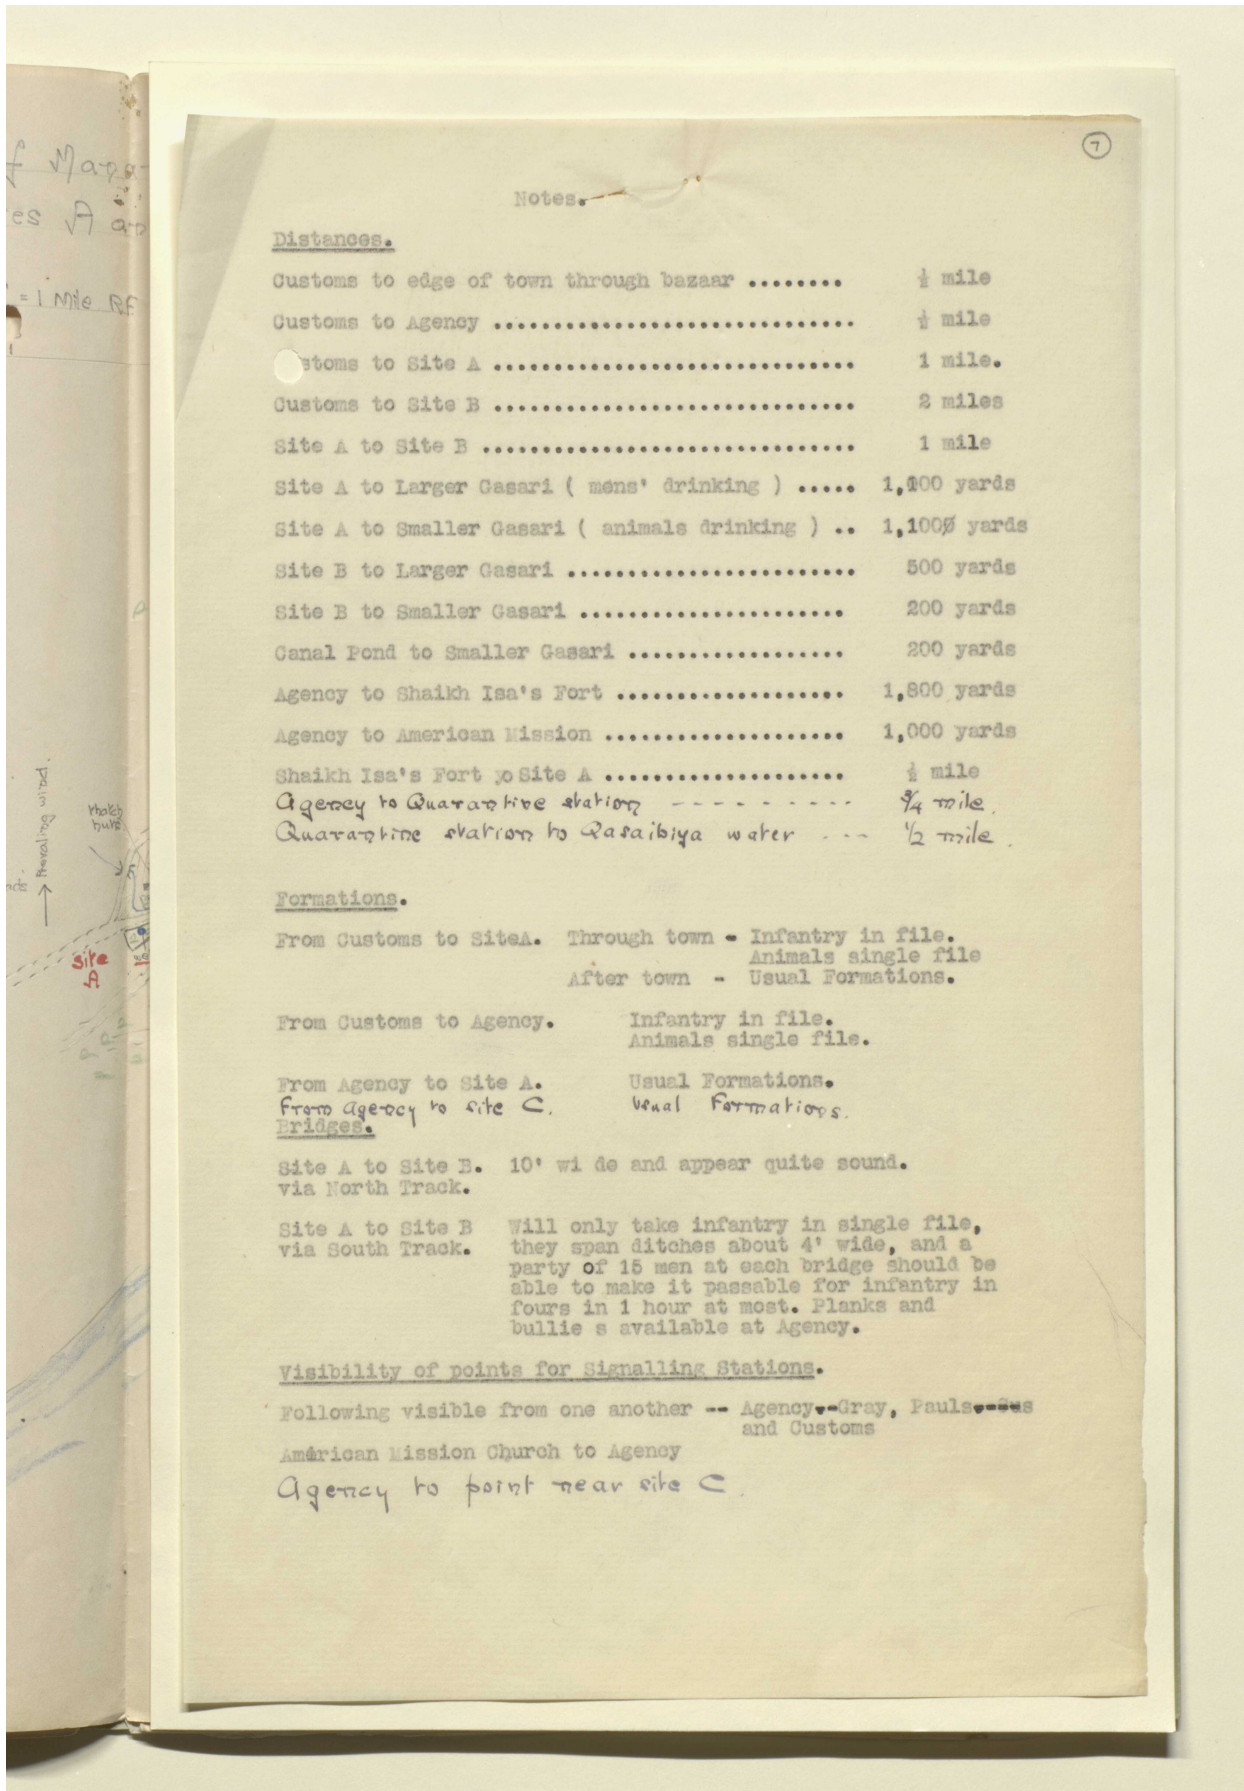 7
Notes.
Distances.
Customs to edge of town through bazaar ........ ½ mile
Customs to Agency .............................. ½ mile
stoms to Site A .............................. 1 mile.
Customs to Site B .............................. 2 miles
Site A to Site B ............................... 1 mile
Site A to Larger Gasari ( mens' drinking ) ..... 1,100 yards
Site A to Smaller Gasari ( animals drinking ) .. 1,100 yards
Site B to Larger Gasari ........................ 500 yards
Site B to Smaller Gasari ...................... 200 yards
Canal Pond to Smaller Gasari .................. 200 yards
Agency to Shaikh Isa's Fort ................... 1,800 yards
Agency to American Mission .................... 1,000 yards
Shaikh Isa's Fort to Site A .................... ½ mile
Agency to Quarantine station - - - - - - - - - ¾ mile.
Quarantine station to Qasaibiya water - - - ½ mile.
Formations.
From Customs to SiteA. Through town - Infantry in file.
Animals single file
After town - Usual Formations.
From Customs to Agency. Infantry in file.
Animals single file.
From Agency to Site A. Usual Formations.
From Agency to site C. Usual Formations.
Bridges.
Site A to Site B. 10' wi de and appear quite sound.
via North Track.
Site A to Site B Will only take infantry in single file,
via South Track. they span ditches about 4' wide, and a
party of 15 men at each bridge should be
able to make it passable for infantry in
fours in 1 hour at most. Planks and
bullie s available at Agency.
Visibility of points for Signalling Stations.
Following visible from one another -- Agency--Gray, Pauls
and Customs
American Mission Church to Agency
Agency to point near site C.
= 1 Mile RF
Prevailing wind.
thatch
huts
Site
A